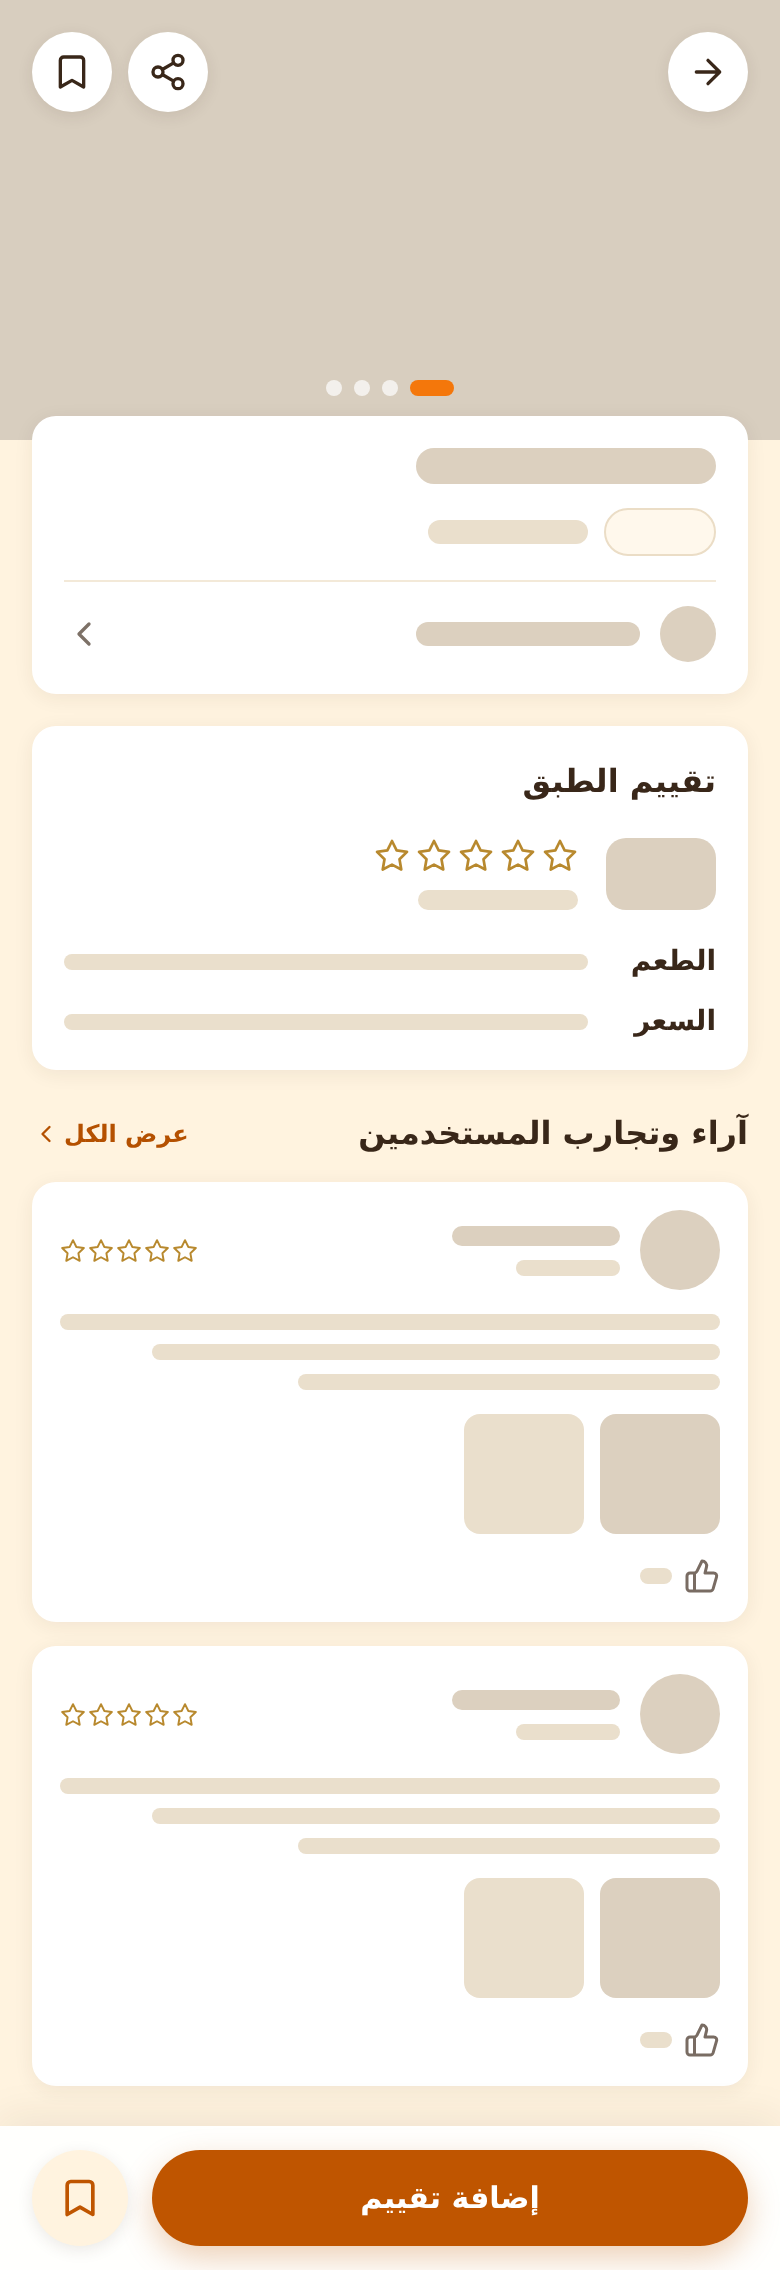 تقييم الطبق
الطعم
السعر
آراء وتجارب المستخدمين
عرض الكل
إضافة تقييم